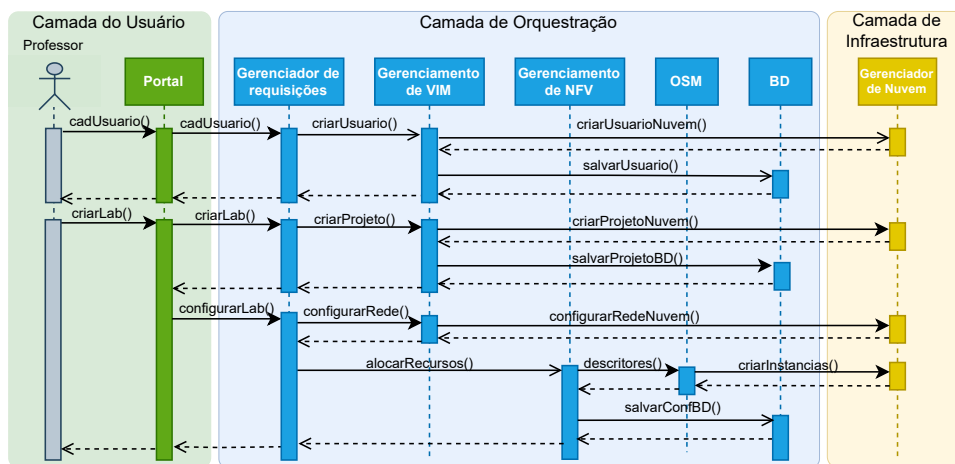 Camada do Usuário
Camada de Orquestração
Camada de
Infraestrutura
Professor
Portal
Gerenciador de
requisições
Gerenciamento
de VIM
Gerenciamento
de NFV
OSM
BD
Gerenciador
de Nuvem
cadUsuario()
cadUsuario()
criarUsuario()
criarUsuarioNuvem()
salvarUsuario()
criarLab()
criarLab()
criarProjeto()
criarProjetoNuvem()
salvarProjetoBD()
configurarLab()
configurarRede()
configurarRedeNuvem()
alocarRecursos()
descritores()
criarInstancias()
salvarConfBD()